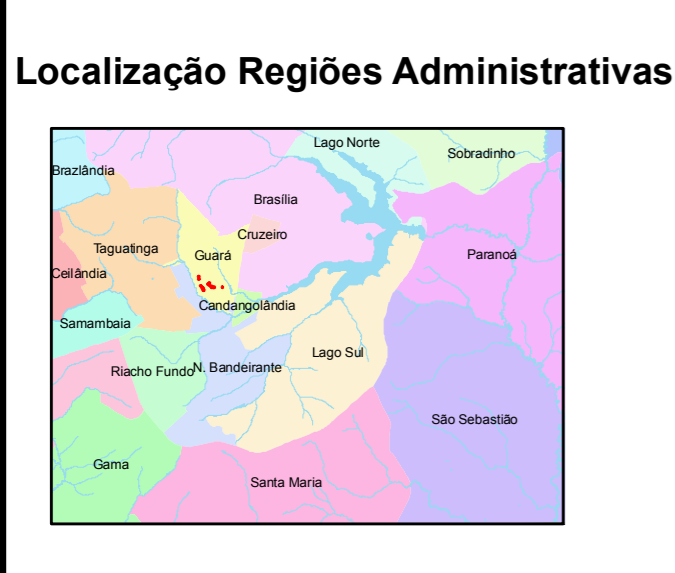 Localização Regiões Administrativas
Lago Norte
Sobradinho
Brazlândia
Brasília
Cruzeiro
Taguatinga
Guará
Paranoá
Ceilândia
Candangolândia
Samambaia
Lago Sul
Riacho Fundo
N. Bandeirante
São Sebastião
Gama
Santa Maria